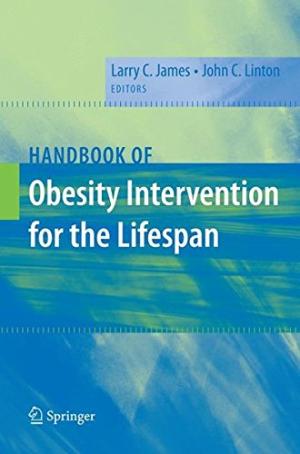 Larry C. James • John C. Linton
EDITORS
HANDBOOK OF
Obesity Intervention
for the Lifespan
Springer